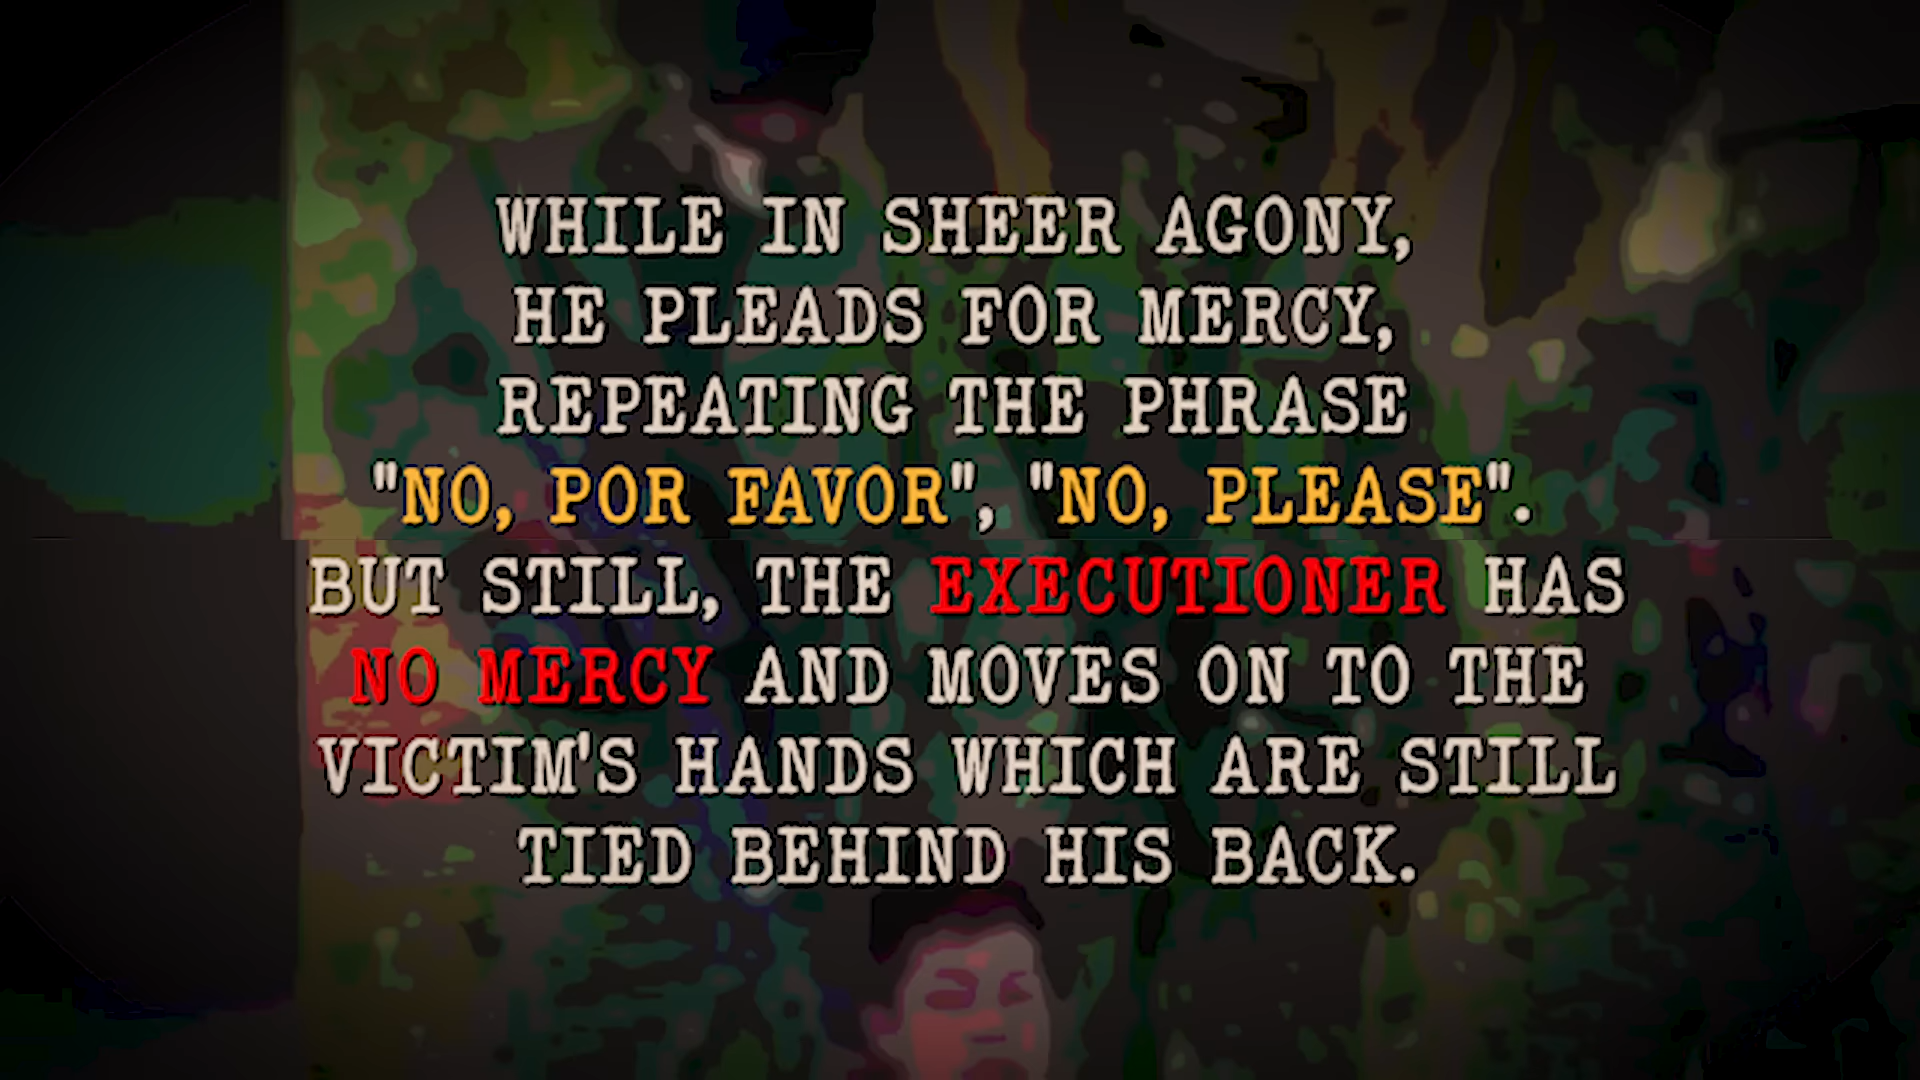 WHILE IN SHEER AGONY,
HE PLEADS FOR MERCY,
REPEATING THE PHRASE
"NO, POR FAVOR", "NO, PLEASE".
BUT STILL, THE EXECUTIONER HAS
NO MERCY AND MOVES ON TO THE
VICTIM'S HANDS WHICH ARE STILL
TIED BEHIND HIS BACK.